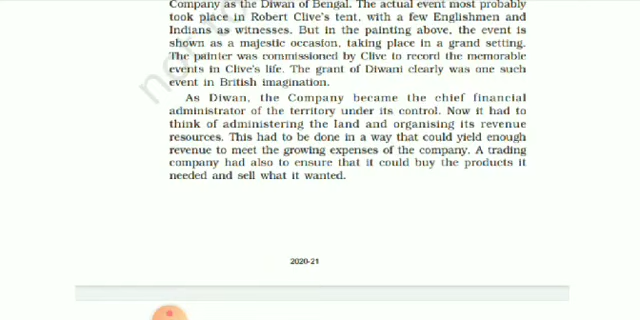 Company as the Diwan of Bengal. The actual event most probably
took place in Robert Clive's tent, with a few Englishmen and
Indians as witnesses. But in the painting above, the event is
shown as a majestic occasion, taking place in a grand setting.
The painter was commissioned by Clive to record the memorable
events in Clive's life. The grant of Diwani clearly was one such
event in British imagination.
As Diwan, the Company became the chief financial
administrator of the territory under its control. Now it had to
think of administering the land and organising its revenue
resources. This had to be done in a way that could yield enough
revenue to meet the growing expenses of the company. A trading
company had also to ensure that it could buy the products it
needed and sell what it wanted.
2020-21